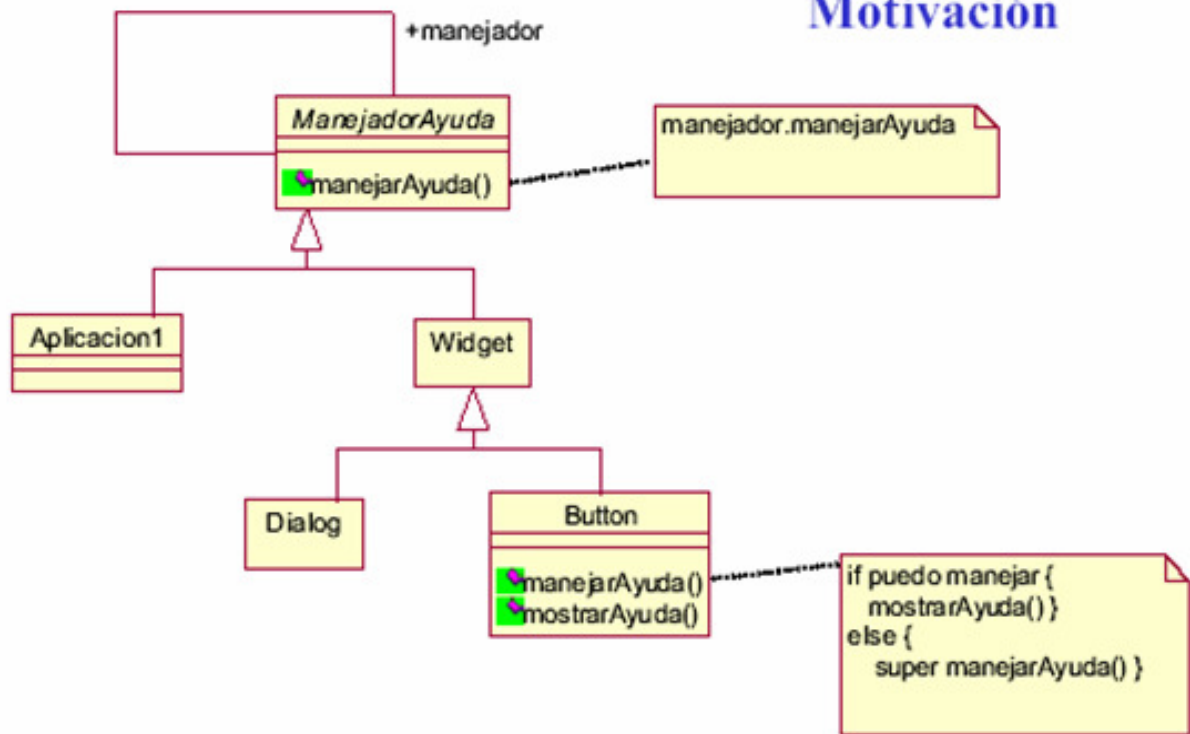 Motivación
+manejador
ManejadorAyuda
manejarAyuda()
manejador.manejarAyuda
Aplicacion1
Widget
Dialog
Button
manejarAyuda()
mostrarAyuda()
if puedo manejar {
mostrarAyuda() }
else {
super manejarAyuda() }